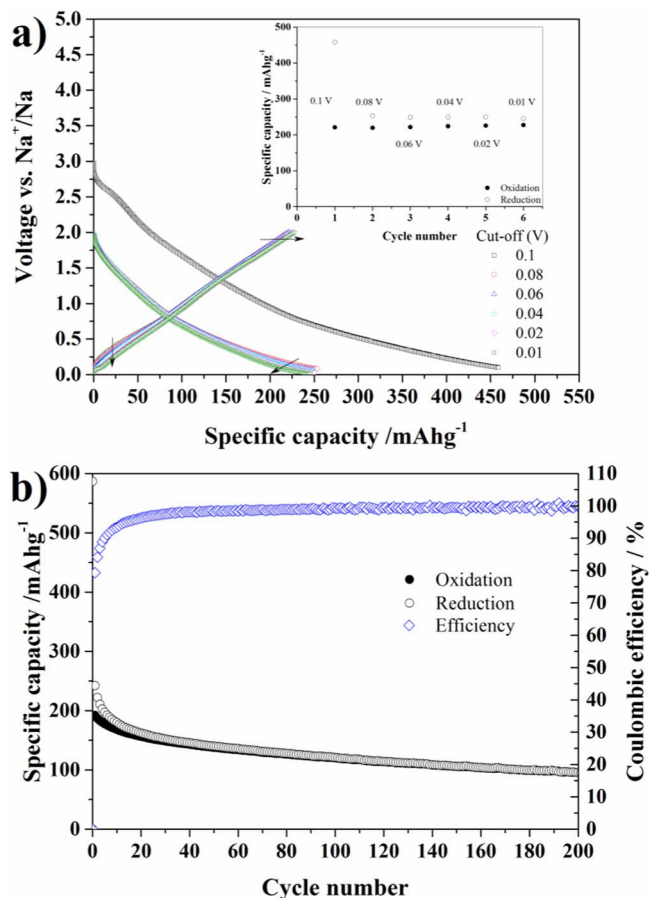 a)
Voltage vs. Na+/Na
5.0
4.5
4.0
3.5
3.0
2.5
2.0
1.5
1.0
0.5
0.0
0 50 100 150 200 250 300 350 400 450 500 550
Specific capacity /mAhg-1
Specific capacity / mAhg-1
500
400
300
200
100
0
0.1 V
0.08 V
0.06 V
0.04 V
0.02 V
0.01 V
Oxidation
Reduction
0 1 2 3 4 5 6
Cycle number
Cut-off (V)
0.1
0.08
0.06
0.04
0.02
0.01
b)
Specific capacity /mAhg-1
600
500
400
300
200
100
0
Oxidation
Reduction
Efficiency
110
100
90
80
70
60
50
40
30
20
10
0
Coulombic efficiency / %
0 20 40 60 80 100 120 140 160 180 200
Cycle number